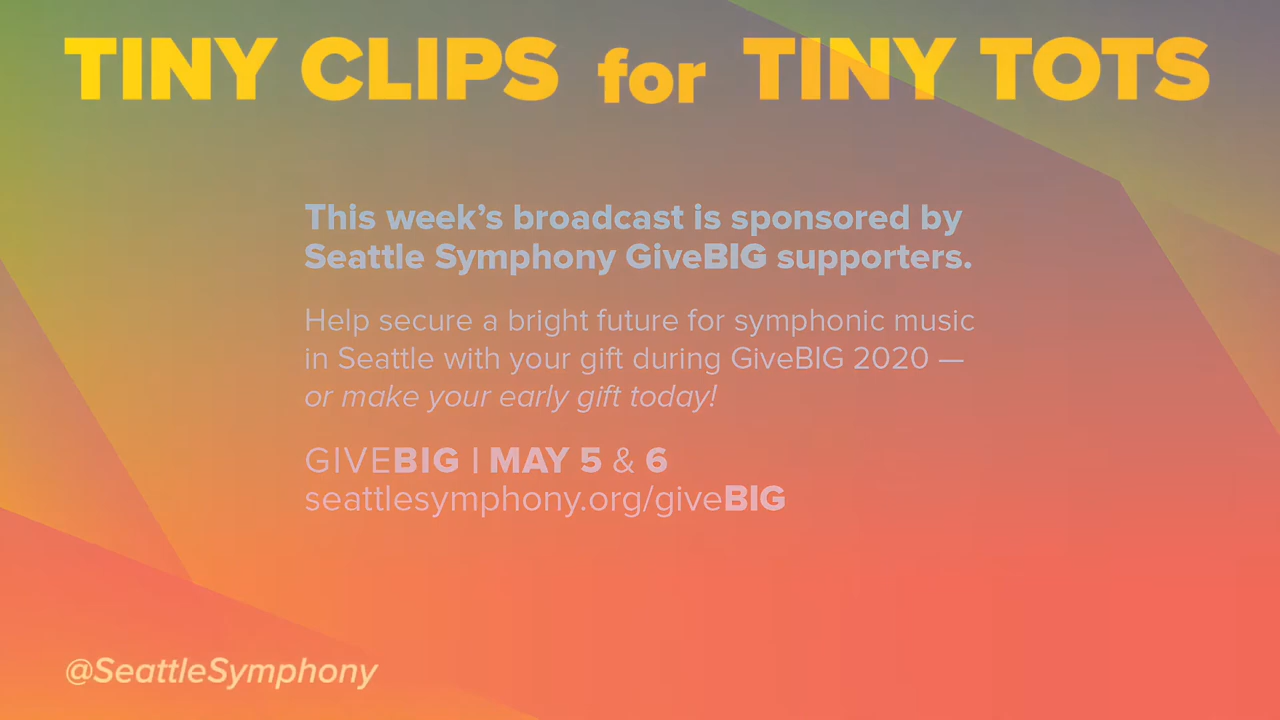 TINY CLIPS for TINY TOTS
This week’s broadcast is sponsored by
Seattle Symphony GiveBIG supporters.
Help secure a bright future for symphonic music
in Seattle with your gift during GiveBIG 2020 —
or make your early gift today!
GIVEBIG | MAY 5 & 6
seattlesymphony.org/giveBIG
@SeattleSymphony